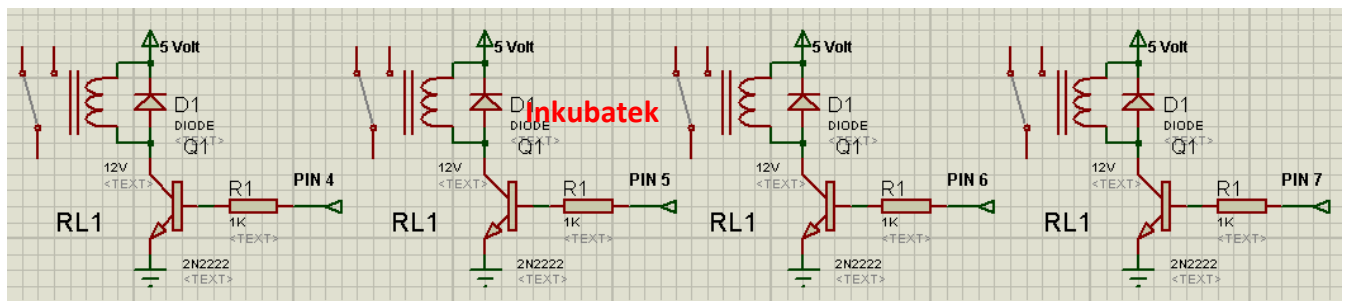 5 Volt 5 Volt 5 Volt 5 Volt
D1 D1 D1 D1
Inkubatek
DIODE DIODE DIODE DIODE
<TEXT> <TEXT> <TEXT> <TEXT>
Q1 Q1 Q1 Q1
12V 12V 12V 12V
<TEXT> <TEXT> <TEXT> <TEXT>
R1 PIN 4 R1 PIN 5 R1 PIN 6 R1 PIN 7
RL1 RL1 RL1 RL1
1K 1K 1K 1K
<TEXT> <TEXT> <TEXT> <TEXT>
2N2222 2N2222 2N2222 2N2222
<TEXT> <TEXT> <TEXT> <TEXT>